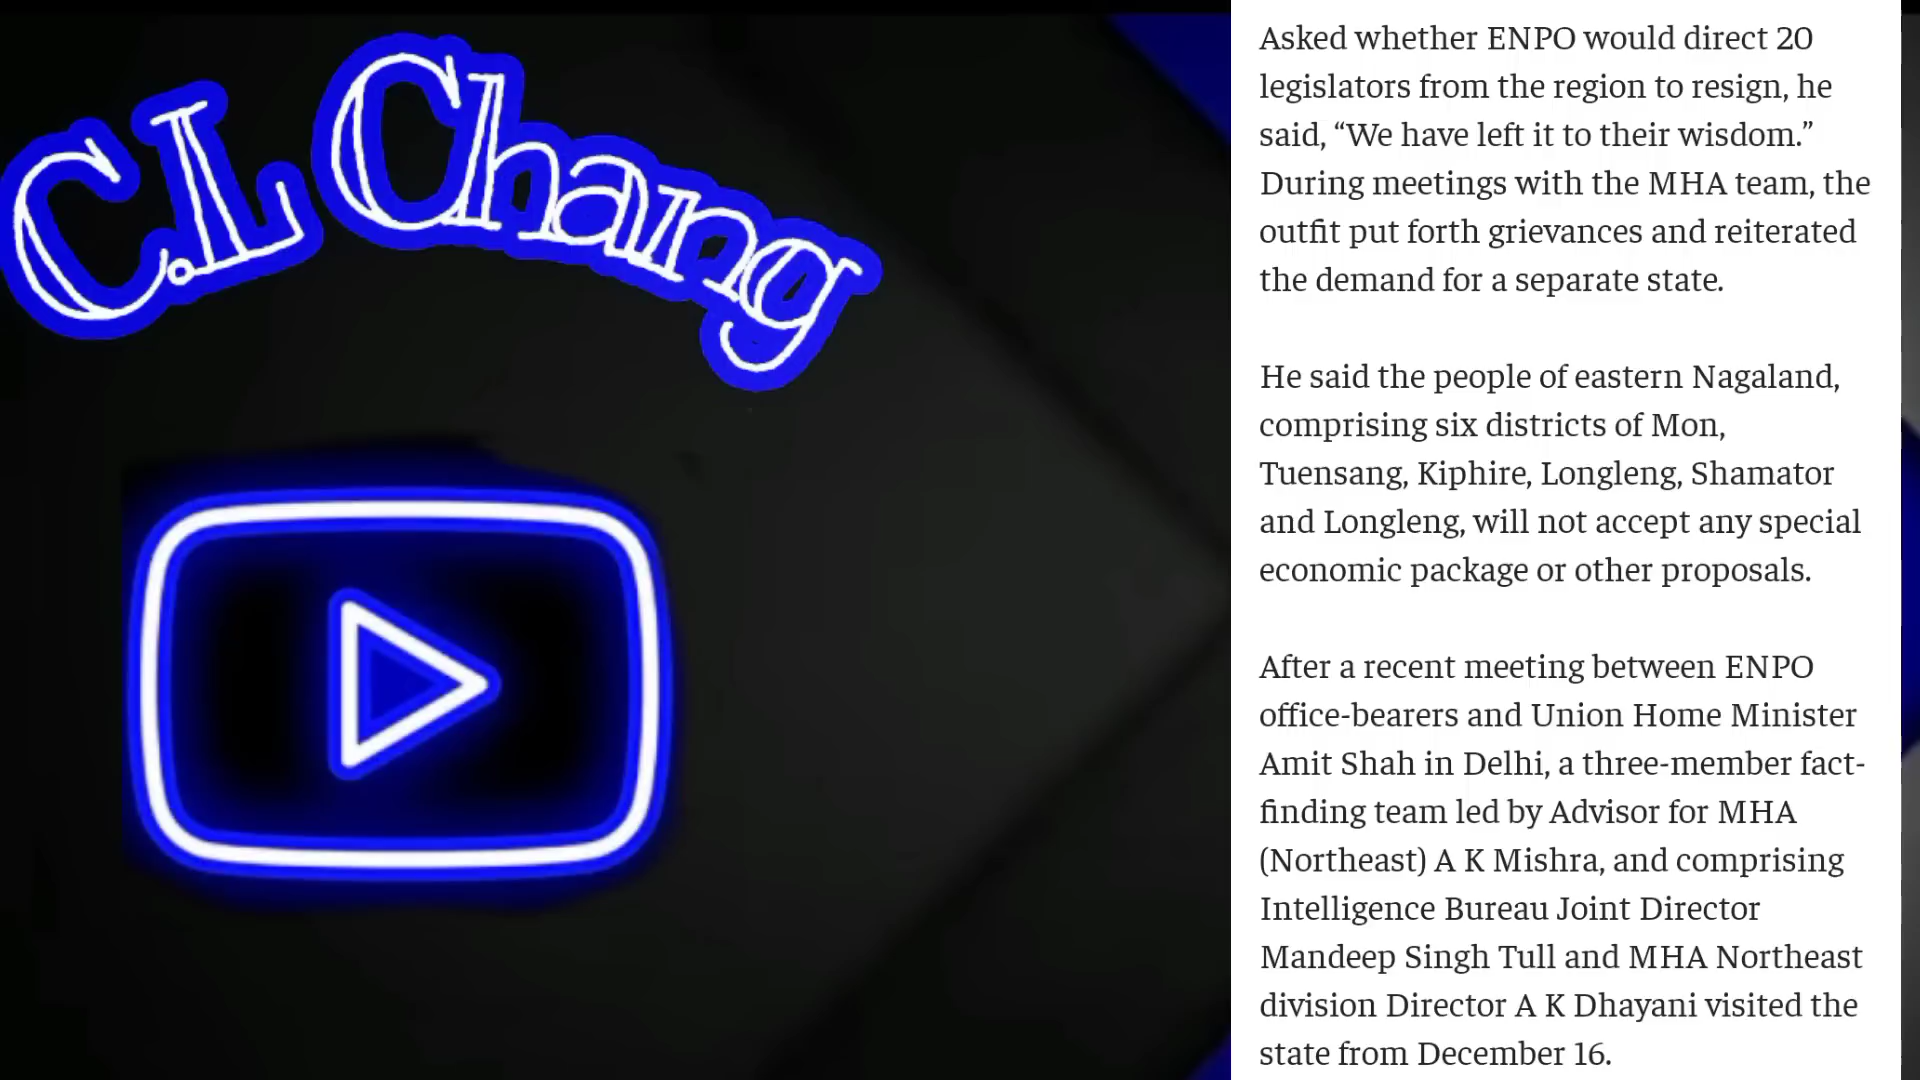 C.L Chang
Asked whether ENPO would direct 20
legislators from the region to resign, he
said, “We have left it to their wisdom.”
During meetings with the MHA team, the
outfit put forth grievances and reiterated
the demand for a separate state.
He said the people of eastern Nagaland,
comprising six districts of Mon,
Tuensang, Kiphire, Longleng, Shamator
and Longleng, will not accept any special
economic package or other proposals.
After a recent meeting between ENPO
office-bearers and Union Home Minister
Amit Shah in Delhi, a three-member fact-
finding team led by Advisor for MHA
(Northeast) A K Mishra, and comprising
Intelligence Bureau Joint Director
Mandeep Singh Tull and MHA Northeast
division Director A K Dhayani visited the
state from December 16.